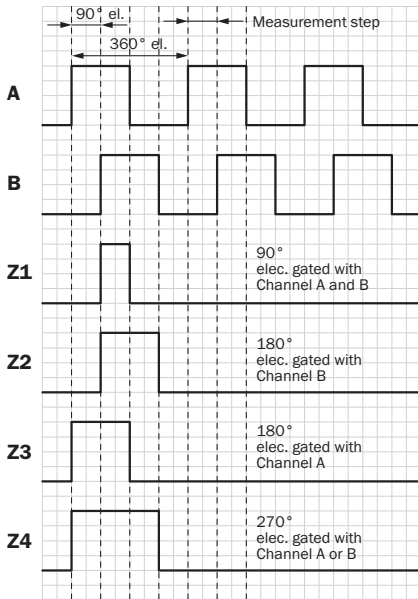 90° el.
Measurement step
360° el.
A
B
Z1
90°
elec. gated with
Channel A and B
Z2
180°
elec. gated with
Channel B
Z3
180°
elec. gated with
Channel A
Z4
270°
elec. gated with
Channel A or B